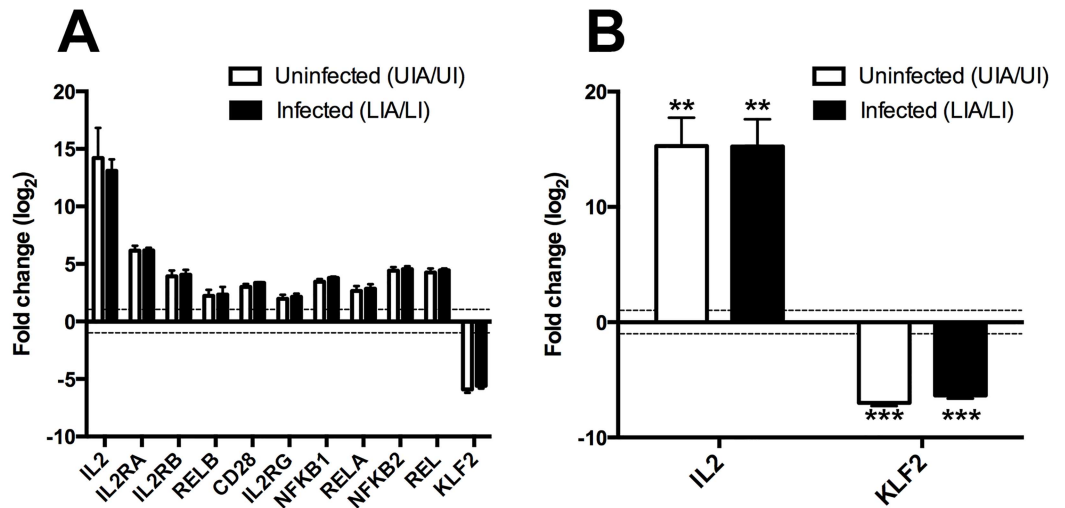 A
Uninfected (UIA/UI)
Infected (LIA/LI)
Fold change (log2)
20
15
10
5
0
-5
-10
IL2
IL2RA
IL2RB
RELB
CD28
IL2RG
NFKB1
RELA
NFKB2
REL
KLF2
B
Uninfected (UIA/UI)
Infected (LIA/LI)
Fold change (log2)
20
10
0
-10
** **
*** ***
IL2
KLF2